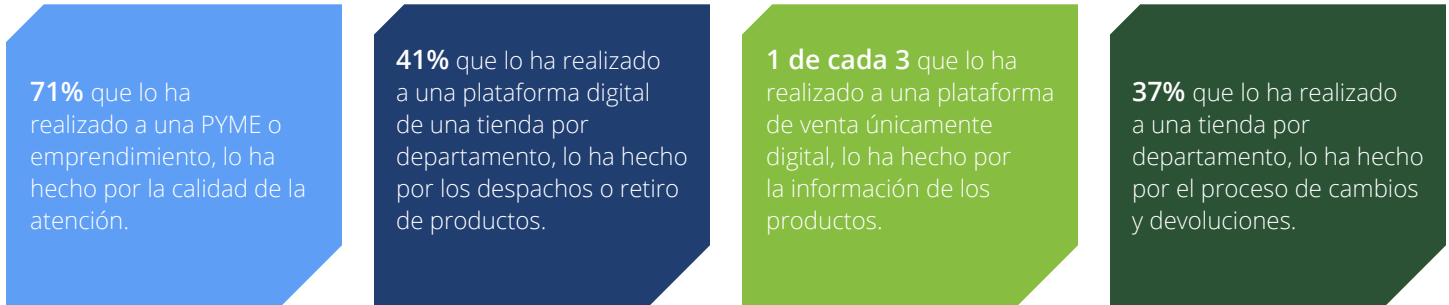 71% que lo ha
realizado a una PYME o
emprendimiento, lo ha
hecho por la calidad de la
atención.
41% que lo ha realizado
a una plataforma digital
de una tienda por
departamento, lo ha hecho
por los despachos o retiro
de productos.
1 de cada 3 que lo ha
realizado a una plataforma
de venta únicamente
digital, lo ha hecho por
la información de los
productos.
37% que lo ha realizado
a una tienda por
departamento, lo ha hecho
por el proceso de cambios
y devoluciones.